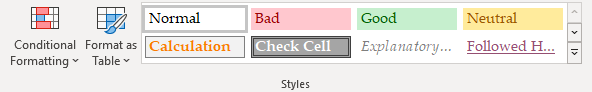 Conditional Formatting
Format as Table
Normal
Bad
Good
Neutral
Calculation
Check Cell
Explanatory...
Followed H...
Styles